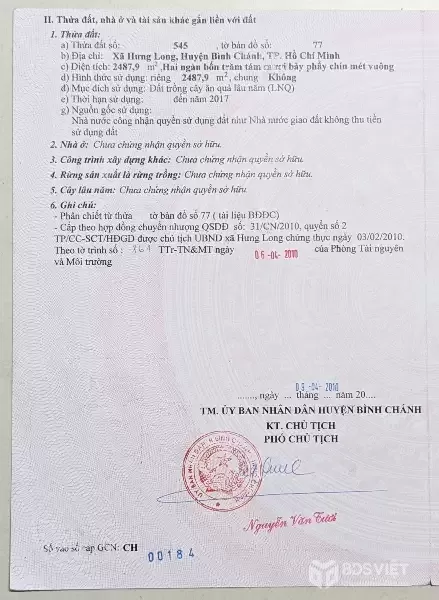 II. Thửa đất, nhà ở và tài sản khác gắn liền với đất
1. Thửa đất:
a) Thửa đất số: 545 , tờ bản đồ số: 77
b) Địa chỉ: Xã Hưng Long, Huyện Bình Chánh, TP. Hồ Chí Minh
c) Diện tích: 2487,9 m², Hai ngàn bốn trăm tám mươi bảy phẩy chín mét vuông
d) Hình thức sử dụng: riêng 2487,9 m², chung Không
đ) Mục đích sử dụng: Đất trồng cây ăn quả lâu năm (LNQ)
e) Thời hạn sử dụng: đến năm 2017
g) Nguồn gốc sử dụng:
Nhà nước công nhận quyền sử dụng đất như Nhà nước giao đất không thu tiền
sử dụng đất
2. Nhà ở: Chưa chứng nhận quyền sở hữu.
3. Công trình xây dựng khác: Chưa chứng nhận quyền sở hữu.
4. Rừng sản xuất là rừng trồng: Chưa chứng nhận quyền sở hữu.
5. Cây lâu năm: Chưa chứng nhận quyền sở hữu.
6. Ghi chú:
- Phân chiết từ thửa tờ bản đồ số 77 ( tài liệu BĐĐC)
- Cấp theo hợp đồng chuyển nhượng QSDĐ số: 31/CN/2010, quyển số 2
TP/CC-SCT/HĐGD được chủ tịch UBND xã Hưng Long chứng thực ngày 03/02/2010.
Theo tờ trình số : TTr-TN&MT ngày 06 -04- 2010 của Phòng Tài nguyên
và Môi trường
09 -04- 2010
........, ngày ... tháng ... năm 20....
TM. ỦY BAN NHÂN DÂN HUYỆN BÌNH CHÁNH
KT. CHỦ TỊCH
PHÓ CHỦ TỊCH
Nguyễn Văn
Số vào sổ cấp GCN: CH 00184
BDSVIET